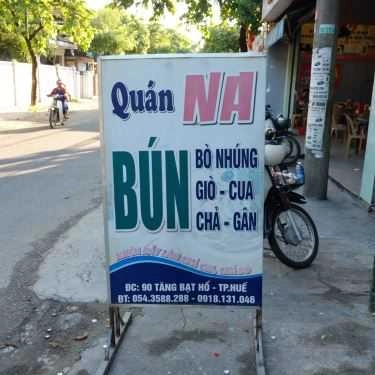 Quán NA
BÚN
BÒ NHÚNG
GIÒ - CUA
CHẢ - GÂN
ĐC: 90 TĂNG BẠT HỔ - TP.HUẾ
ĐT: 054.3588.288 - 0918.131.046